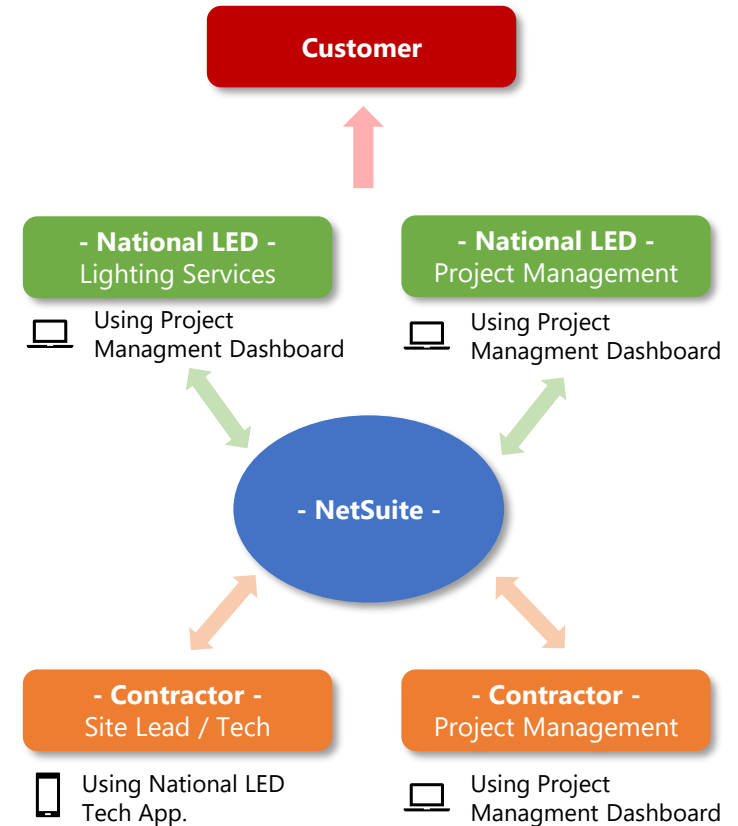 Customer
- National LED -
Lighting Services
- National LED -
Project Management
Using Project
Managment Dashboard
Using Project
Managment Dashboard
- NetSuite -
- Contractor -
Site Lead / Tech
- Contractor -
Project Management
Using National LED
Tech App.
Using Project
Managment Dashboard